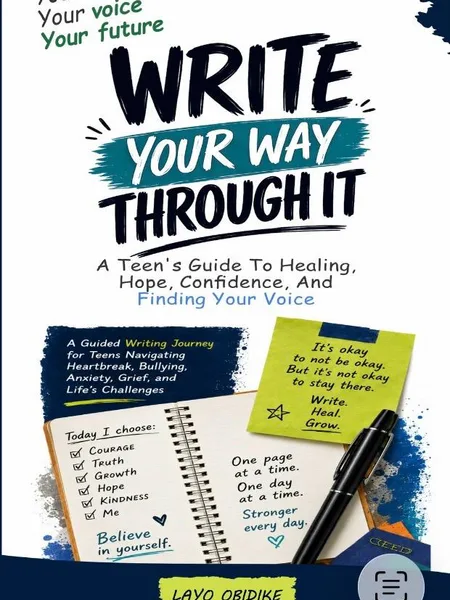 Your voice
Your future
WRITE
YOUR WAY
THROUGH IT
A Teen's Guide To Healing,
Hope, Confidence, And
Finding Your Voice
A Guided Writing Journey
for Teens Navigating
Heartbreak, Bullying,
Anxiety, Grief, and
Life's Challenges
It's okay
to not be okay.
But it's not okay
to stay there.
Write.
Heal.
Grow.
Today I choose:
COURAGE
Truth
GROWTH
Hope
KINDNESS
Me
Believe
in yourself.
One page
at a time.
One day
at a time.
Stronger
every day.
LAYO OBIDIKE